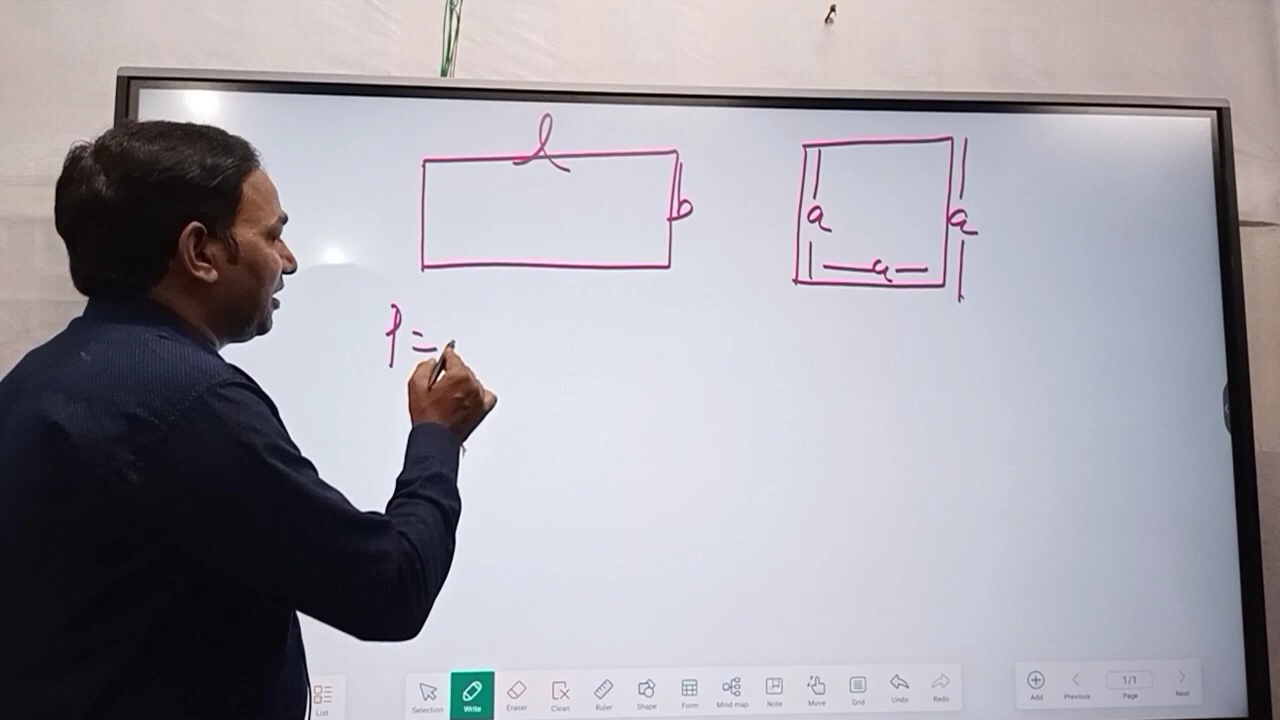 l
b
a a
a
P =
List Selection Write Eraser Clean Ruler Shape Form Mind map Note Move Grid Undo Redo Add Previous 1/1 Page Next